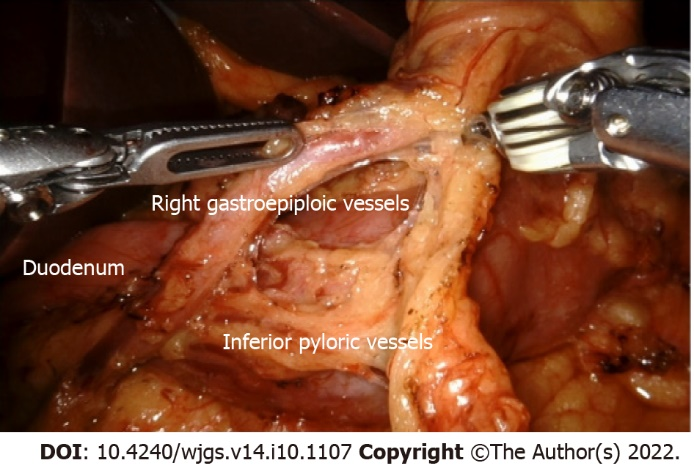 Right gastroepiploic vessels
Duodenum
Inferior pyloric vessels
DOI: 10.4240/wjgs.v14.i10.1107 Copyright ©The Author(s) 2022.